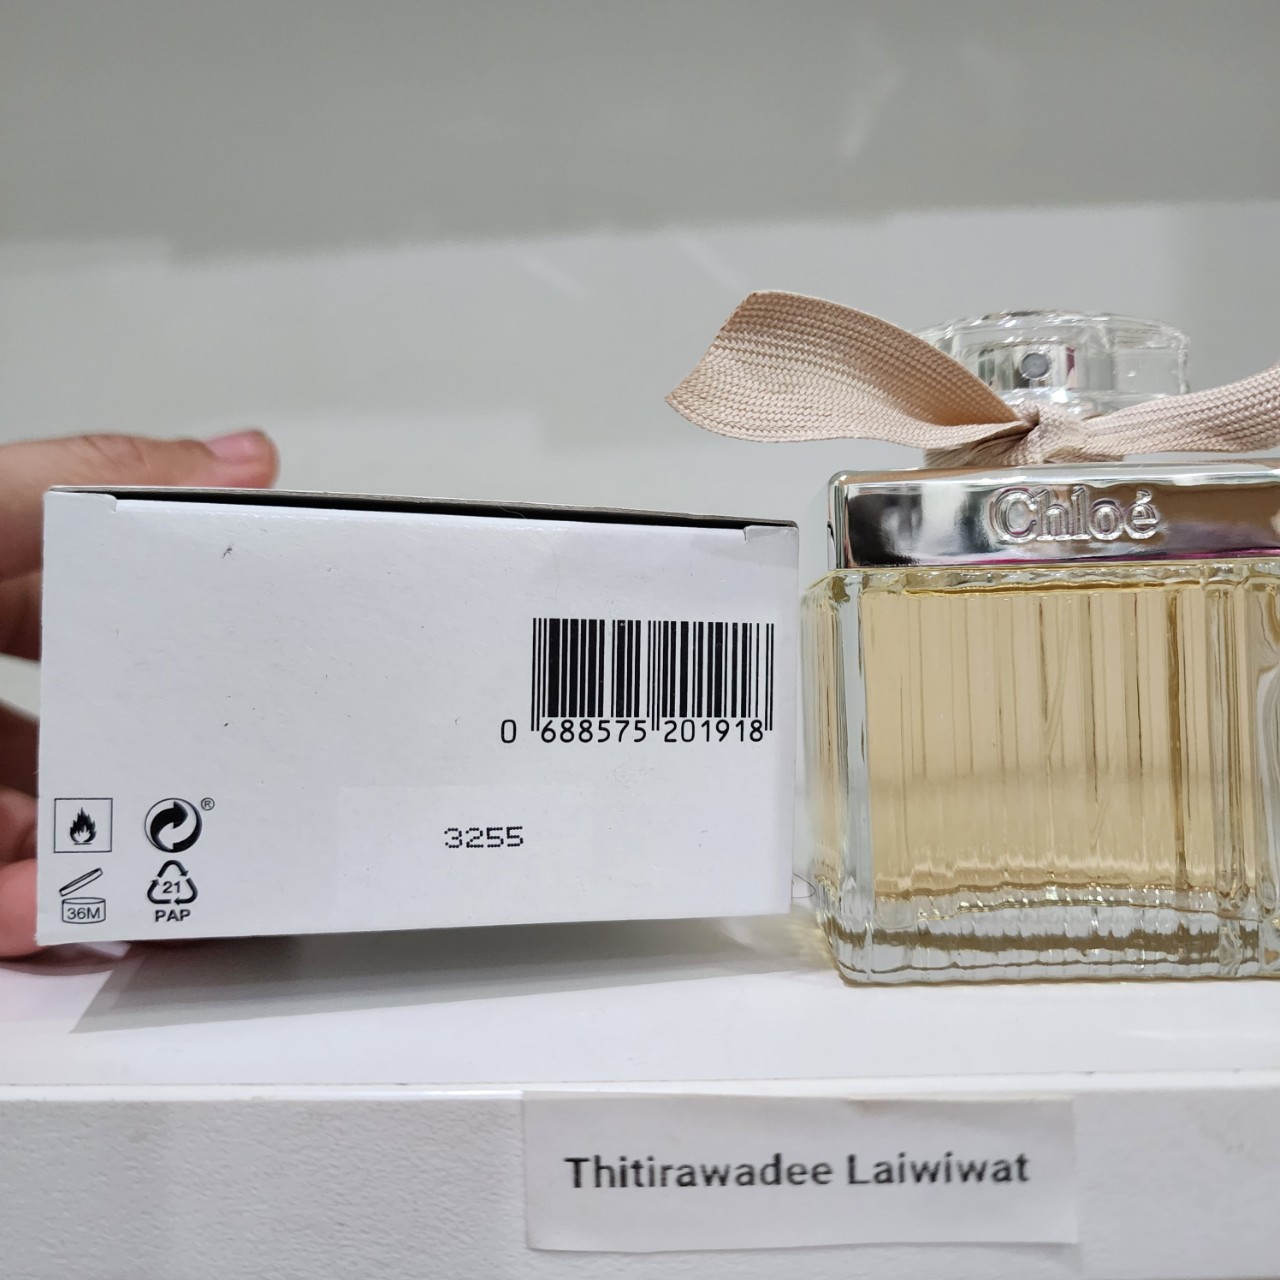 Chloé
0 688575 201918
3255
®
36M
21
PAP
Thitirawadee Laiwiwat